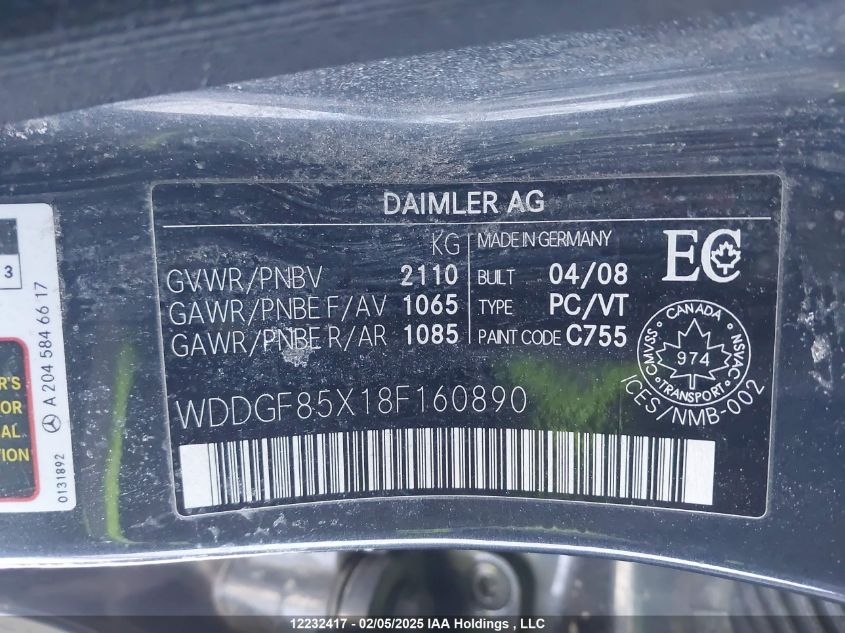 DAIMLER AG
KG
GVWR/PNBV 2110
GAWR/PNBE F/AV 1065
GAWR/PNBE R/AR 1085
MADE IN GERMANY
BUILT 04/08
TYPE PC/VT
PAINT CODE C755
EC
CANADA
CMVSS NSVAC
974
TRANSPORT
ICES/NMB-002
WDDGF85X18F160890
3
A 204 584 66 17
0131892
12232417 - 02/05/2025 IAA Holdings , LLC